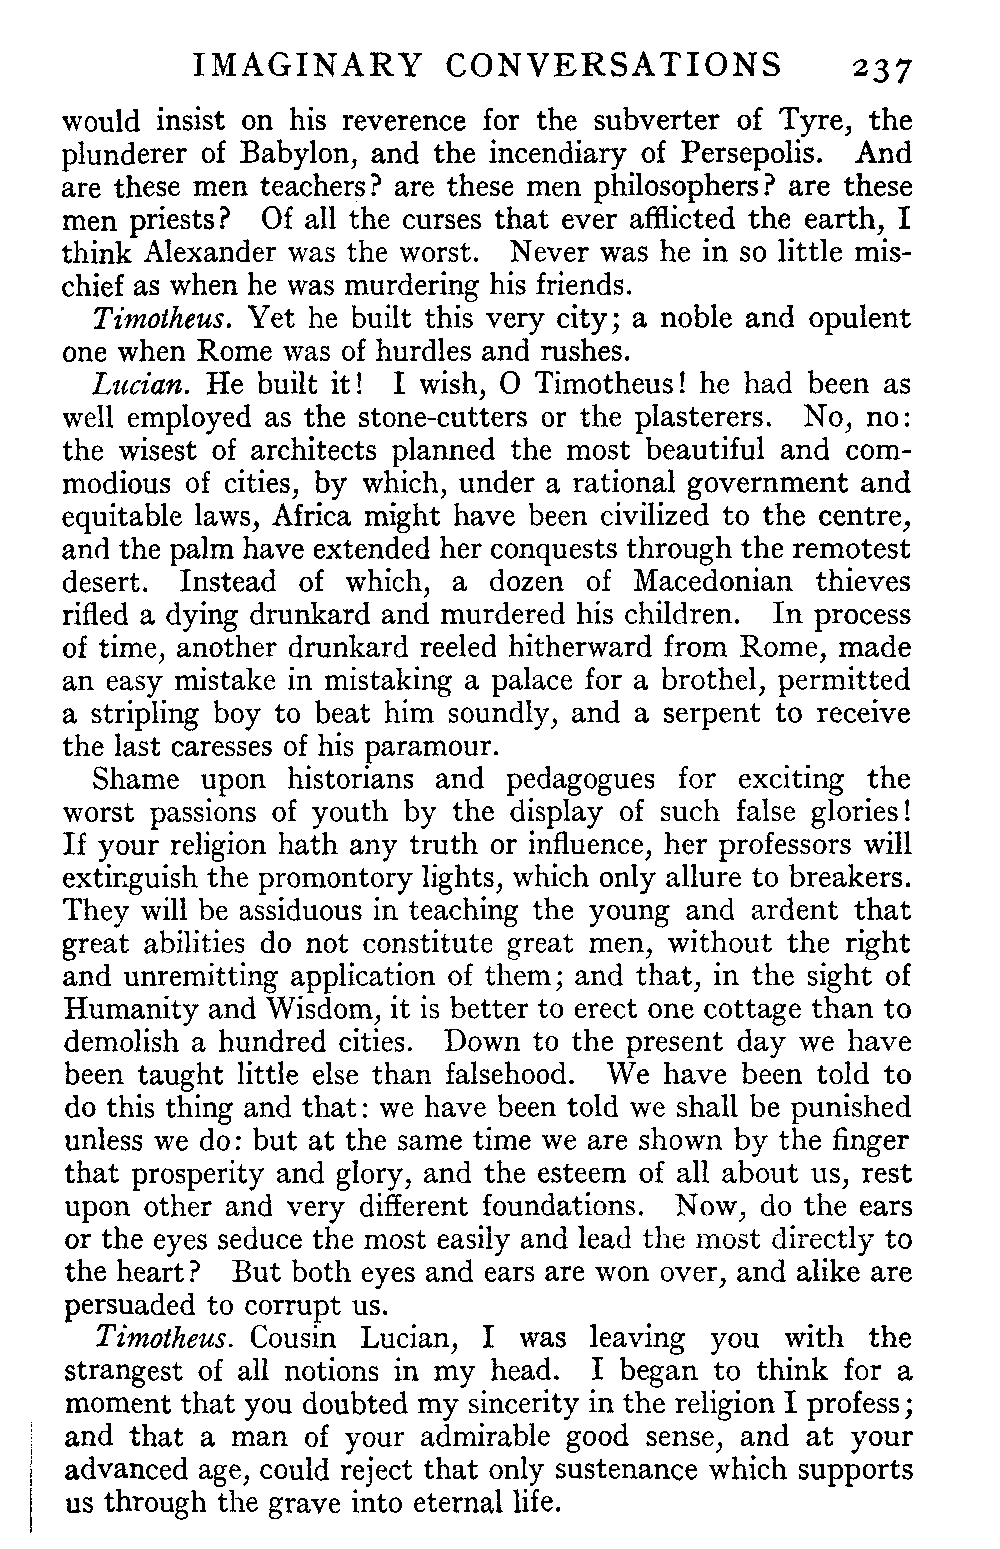 IMAGINARY CONVERSATIONS 237
would insist on his reverence for the subverter of Tyre, the
plunderer of Babylon, and the incendiary of Persepolis. And
are these men teachers? are these men philosophers? are these
men priests? Of all the curses that ever afflicted the earth, I
think Alexander was the worst. Never was he in so little mis-
chief as when he was murdering his friends.
Timotheus. Yet he built this very city; a noble and opulent
one when Rome was of hurdles and rushes.
Lucian. He built it! I wish, O Timotheus! he had been as
well employed as the stone-cutters or the plasterers. No, no:
the wisest of architects planned the most beautiful and com-
modious of cities, by which, under a rational government and
equitable laws, Africa might have been civilized to the centre,
and the palm have extended her conquests through the remotest
desert. Instead of which, a dozen of Macedonian thieves
rifled a dying drunkard and murdered his children. In process
of time, another drunkard reeled hitherward from Rome, made
an easy mistake in mistaking a palace for a brothel, permitted
a stripling boy to beat him soundly, and a serpent to receive
the last caresses of his paramour.
Shame upon historians and pedagogues for exciting the
worst passions of youth by the display of such false glories!
If your religion hath any truth or influence, her professors will
extinguish the promontory lights, which only allure to breakers.
They will be assiduous in teaching the young and ardent that
great abilities do not constitute great men, without the right
and unremitting application of them; and that, in the sight of
Humanity and Wisdom, it is better to erect one cottage than to
demolish a hundred cities. Down to the present day we have
been taught little else than falsehood. We have been told to
do this thing and that: we have been told we shall be punished
unless we do: but at the same time we are shown by the finger
that prosperity and glory, and the esteem of all about us, rest
upon other and very different foundations. Now, do the ears
or the eyes seduce the most easily and lead the most directly to
the heart? But both eyes and ears are won over, and alike are
persuaded to corrupt us.
Timotheus. Cousin Lucian, I was leaving you with the
strangest of all notions in my head. I began to think for a
moment that you doubted my sincerity in the religion I profess;
and that a man of your admirable good sense, and at your
advanced age, could reject that only sustenance which supports
us through the grave into eternal life.